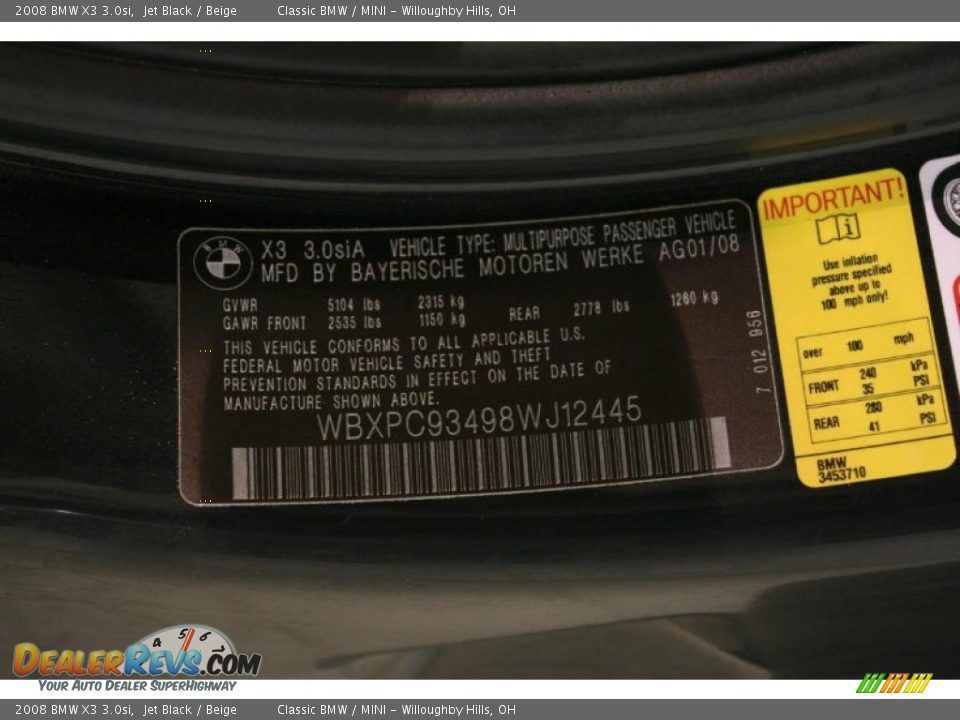 2008 BMW X3 3.0si,  Jet Black / Beige  Classic BMW / MINI – Willoughby Hills, OH
IMPORTANT!
i
Use inflation
pressure specified
above up to
100 mph only!
over 100 mph
FRONT 240 kPa
35 PSI
REAR 280 kPa
41 PSI
BMW
3453710
BMW
X3 3.0siA VEHICLE TYPE: MULTIPURPOSE PASSENGER VEHICLE
MFD BY BAYERISCHE MOTOREN WERKE AG01/08
GVWR 5104 lbs 2315 kg
GAWR FRONT 2535 lbs 1150 kg REAR 2778 lbs 1260 kg
THIS VEHICLE CONFORMS TO ALL APPLICABLE U.S.
FEDERAL MOTOR VEHICLE SAFETY AND THEFT
PREVENTION STANDARDS IN EFFECT ON THE DATE OF
MANUFACTURE SHOWN ABOVE.
7 012 956
WBXPC93498WJ12445
4 5 6 7
DEALERREVS.COM
YOUR AUTO DEALER SUPERHIGHWAY
2008 BMW X3 3.0si,  Jet Black / Beige  Classic BMW / MINI – Willoughby Hills, OH